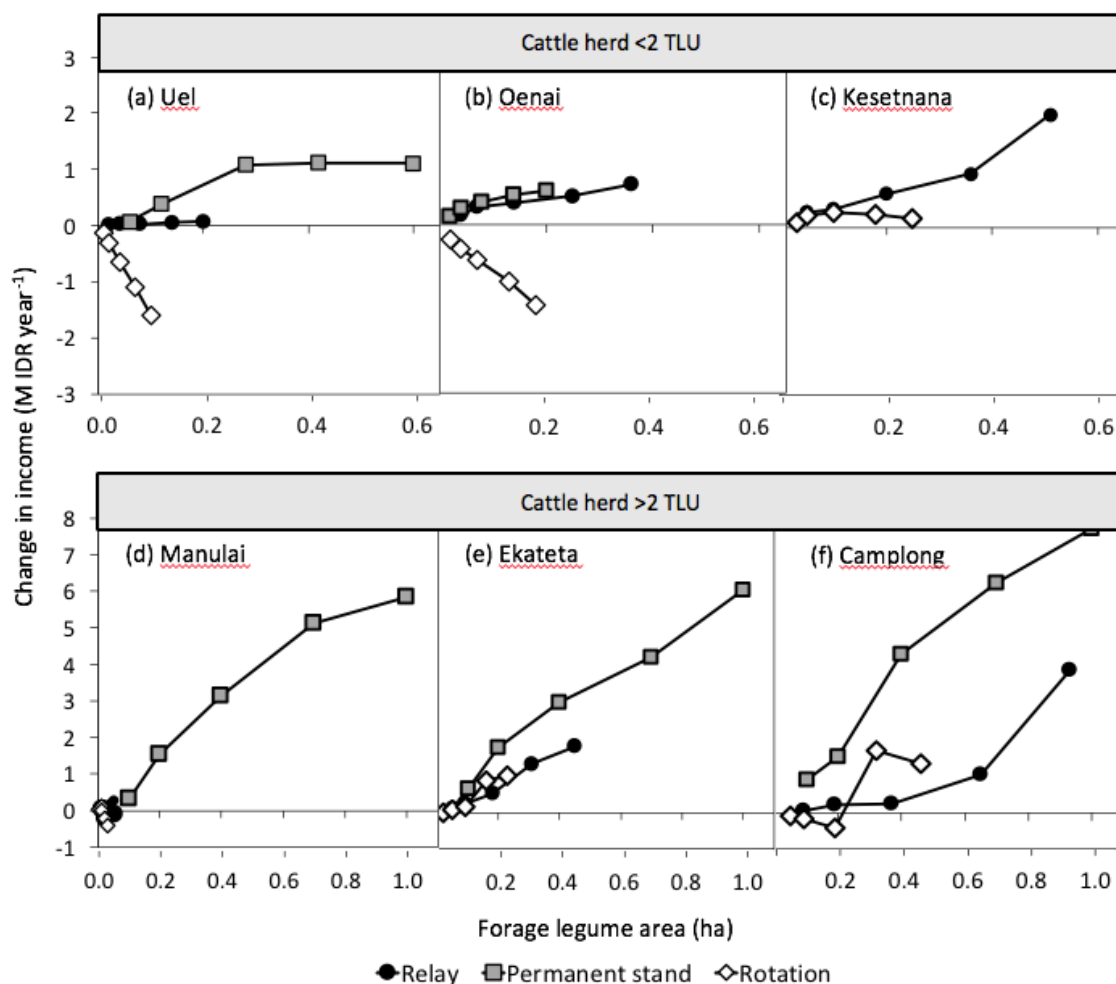 Cattle herd <2 TLU
3
2
1
0
-1
-2
-3
(a) Uel
(b) Oenai
(c) Kesetnana
0.0 0.2 0.4 0.6
0.2 0.4 0.6
0.2 0.4 0.6
Change in income (M IDR year⁻¹)
Cattle herd >2 TLU
8
7
6
5
4
3
2
1
0
-1
(d) Manulai
(e) Ekateta
(f) Camplong
0.0 0.2 0.4 0.6 0.8 1.0
0.2 0.4 0.6 0.8 1.0
0.2 0.4 0.6 0.8 1.0
Forage legume area (ha)
Relay Permanent stand Rotation